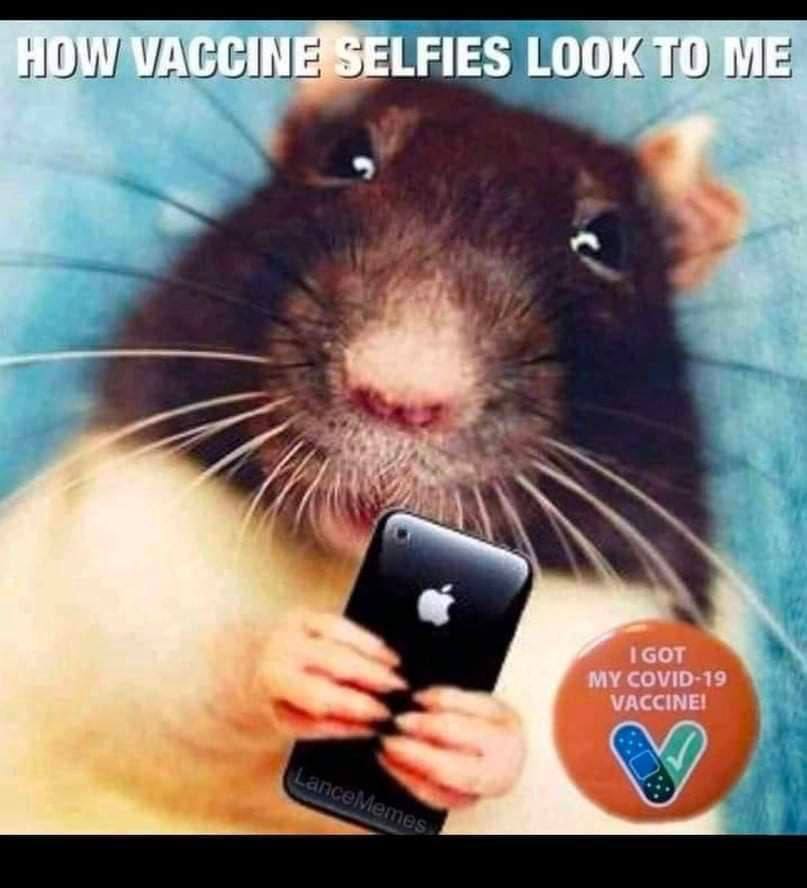 HOW VACCINE SELFIES LOOK TO ME
I GOT
MY COVID-19
VACCINE!
LanceMemes